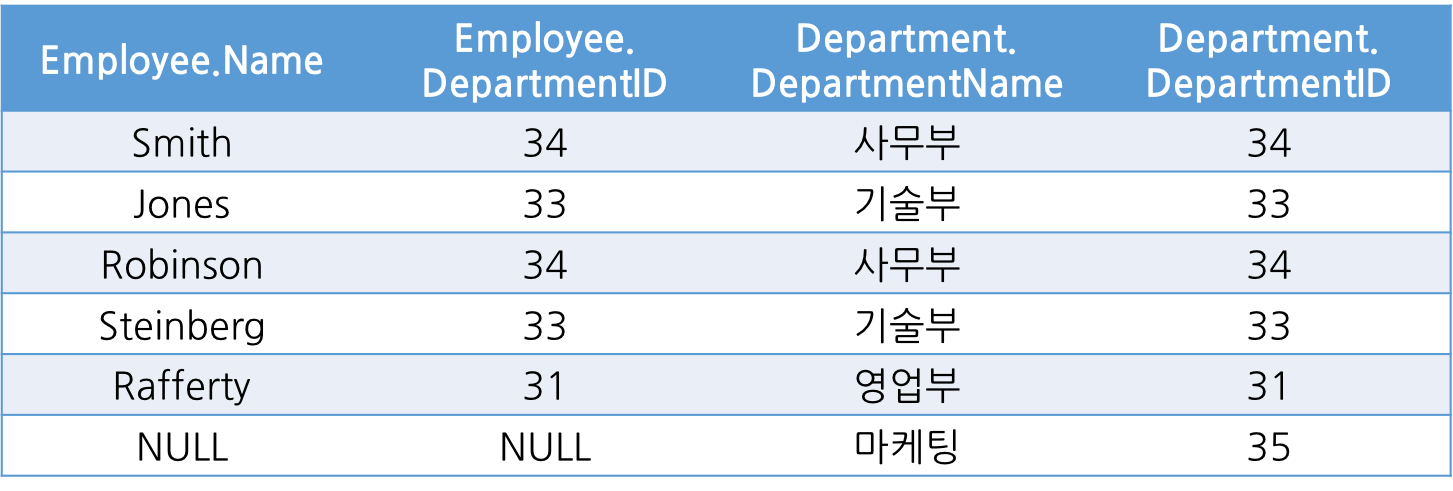 Employee.Name Employee. DepartmentID Department. DepartmentName Department. DepartmentID
Smith 34 사무부 34
Jones 33 기술부 33
Robinson 34 사무부 34
Steinberg 33 기술부 33
Rafferty 31 영업부 31
NULL NULL 마케팅 35